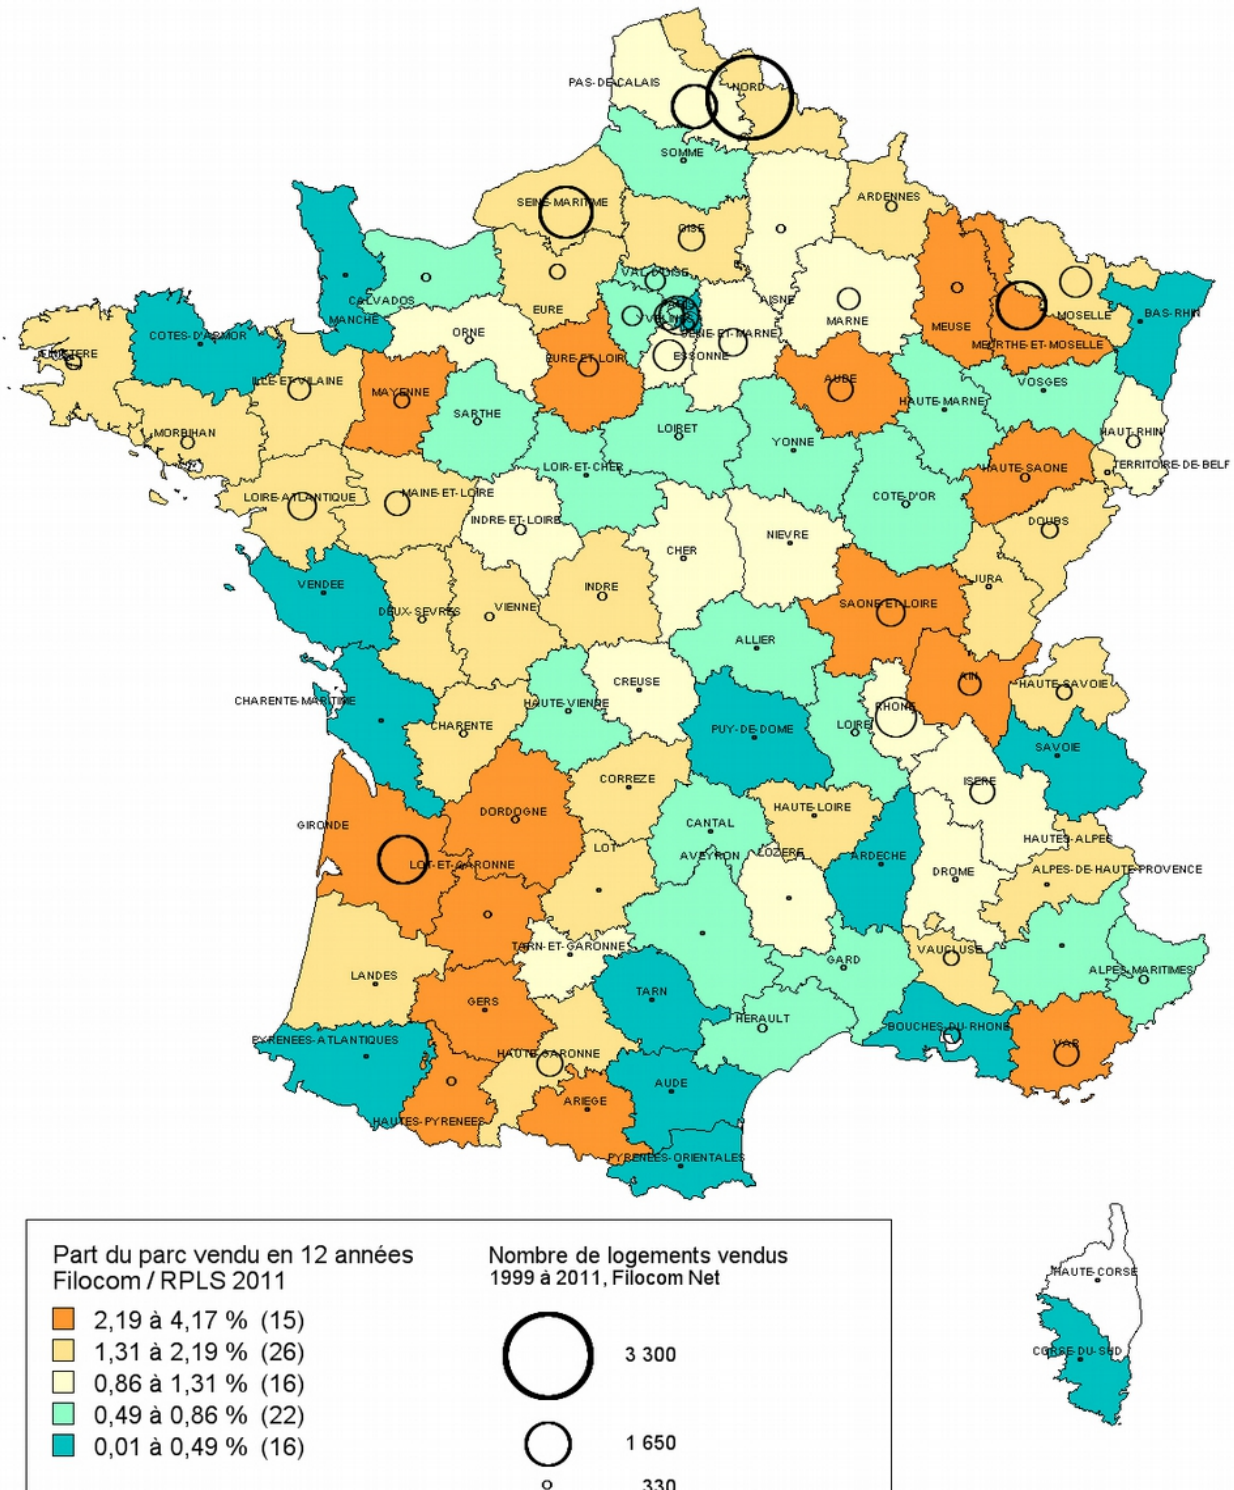 PAS-DE-CALAIS
NORD
SOMME
SEINE-MARITIME
OISE
ARDENNES
VAL-D'OISE
AISNE
CALVADOS
MANCHE
EURE
YVELINES
SEINE-ET-MARNE
MARNE
MEUSE
MOSELLE
BAS-RHIN
COTES-D'ARMOR
ORNE
EURE-ET-LOIR
ESSONNE
MEURTHE-ET-MOSELLE
FINISTERE
ILLE-ET-VILAINE
MAYENNE
AUDE
VOSGES
HAUTE-MARNE
SARTHE
LOIRET
YONNE
HAUT-RHIN
MORBIHAN
LOIR-ET-CHER
HAUTE-SAONE
TERRITOIRE-DE-BELF
LOIRE-ATLANTIQUE
MAINE-ET-LOIRE
COTE-D'OR
INDRE-ET-LOIRE
DOUBS
NIEVRE
CHER
VENDEE
INDRE
JURA
DEUX-SEVRES
VIENNE
SAONE-ET-LOIRE
ALLIER
CREUSE
AIN
HAUTE-SAVOIE
CHARENTE-MARITIME
HAUTE-VIENNE
RHONE
CHARENTE
LOIRE
PUY-DE-DOME
SAVOIE
CORREZE
ISERE
DORDOGNE
HAUTE-LOIRE
GIRONDE
CANTAL
HAUTES-ALPES
LOT
LOZERE
AVEYRON
ARDECHE
LOT-ET-GARONNE
DROME
ALPES-DE-HAUTE-PROVENCE
TARN-ET-GARONNE
VAUCLUSE
GARD
LANDES
ALPES-MARITIMES
TARN
GERS
HERAULT
BOUCHES-DU-RHONE
PYRENEES-ATLANTIQUES
VAR
HAUTE-GARONNE
AUDE
ARIEGE
HAUTES-PYRENEES
PYRENEES-ORIENTALES
HAUTE-CORSE
CORSE-DU-SUD
Part du parc vendu en 12 années
Filocom / RPLS 2011
2,19 à 4,17 % (15)
1,31 à 2,19 % (26)
0,86 à 1,31 % (16)
0,49 à 0,86 % (22)
0,01 à 0,49 % (16)
Nombre de logements vendus
1999 à 2011, Filocom Net
3 300
1 650
330